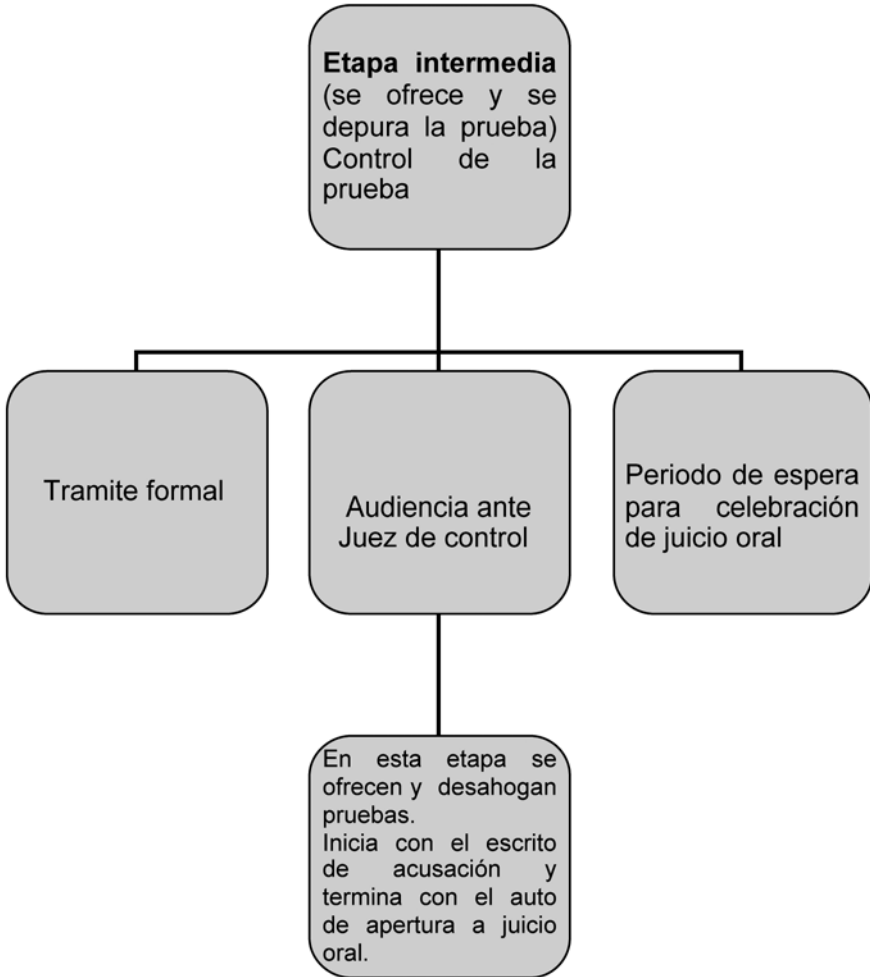 Etapa intermedia
(se ofrece y se
depura la prueba)
Control de la
prueba
Tramite formal
Audiencia ante
Juez de control
Periodo de espera
para celebración
de juicio oral
En esta etapa se
ofrecen y desahogan
pruebas.
Inicia con el escrito
de acusación y
termina con el auto
de apertura a juicio
oral.